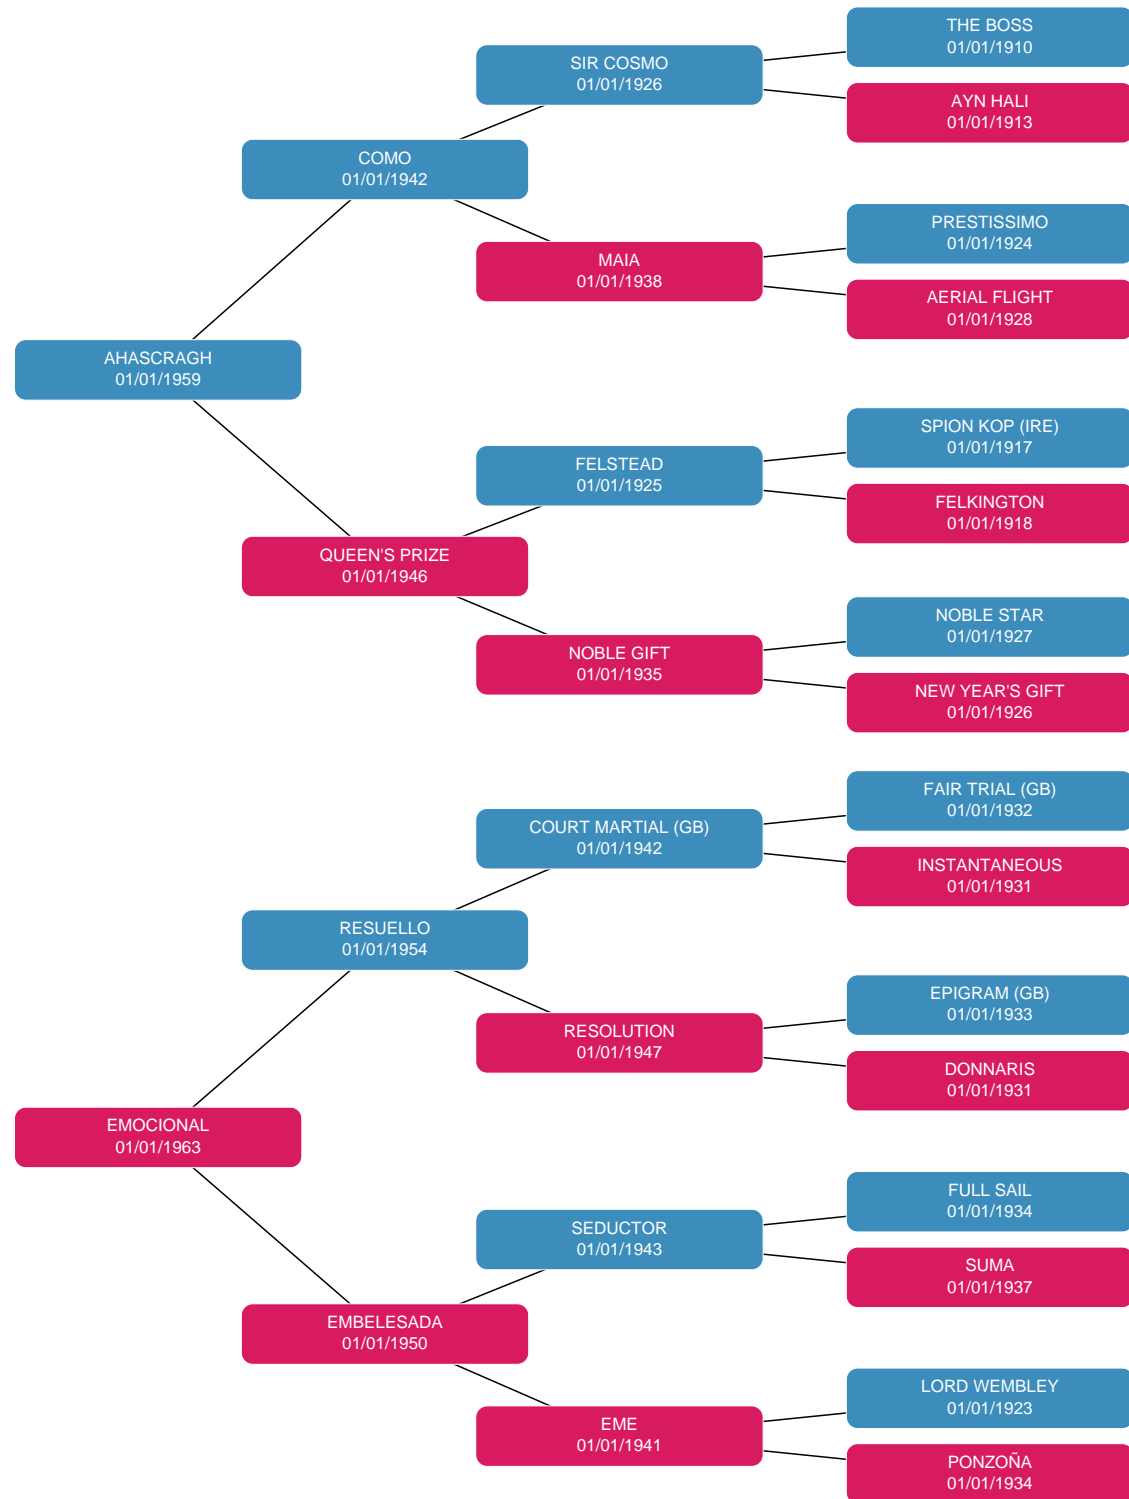 THE BOSS
01/01/1910
SIR COSMO
01/01/1926
AYN HALI
01/01/1913
COMO
01/01/1942
PRESTISSIMO
01/01/1924
MAIA
01/01/1938
AERIAL FLIGHT
01/01/1928
AHASCRAGH
01/01/1959
SPION KOP (IRE)
01/01/1917
FELSTEAD
01/01/1925
FELKINGTON
01/01/1918
QUEEN'S PRIZE
01/01/1946
NOBLE STAR
01/01/1927
NOBLE GIFT
01/01/1935
NEW YEAR'S GIFT
01/01/1926
FAIR TRIAL (GB)
01/01/1932
COURT MARTIAL (GB)
01/01/1942
INSTANTANEOUS
01/01/1931
RESUELLO
01/01/1954
EPIGRAM (GB)
01/01/1933
RESOLUTION
01/01/1947
DONNARIS
01/01/1931
EMOCIONAL
01/01/1963
FULL SAIL
01/01/1934
SEDUCTOR
01/01/1943
SUMA
01/01/1937
EMBELESADA
01/01/1950
LORD WEMBLEY
01/01/1923
EME
01/01/1941
PONZOÑA
01/01/1934